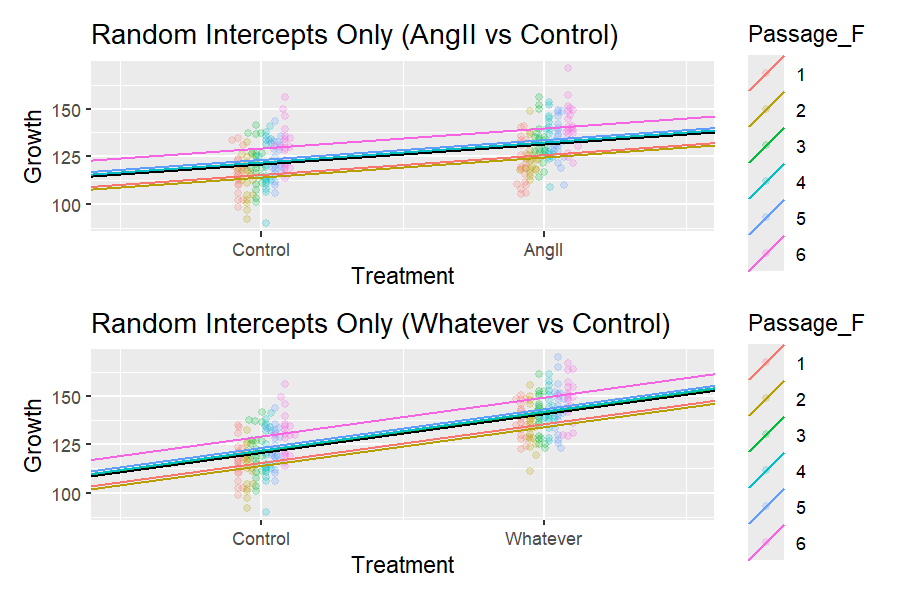 Random Intercepts Only (AngII vs Control)
Growth
150
125
100
Control
AngII
Treatment
Passage_F
1
2
3
4
5
6
Random Intercepts Only (Whatever vs Control)
Growth
150
125
100
Control
Whatever
Treatment
Passage_F
1
2
3
4
5
6